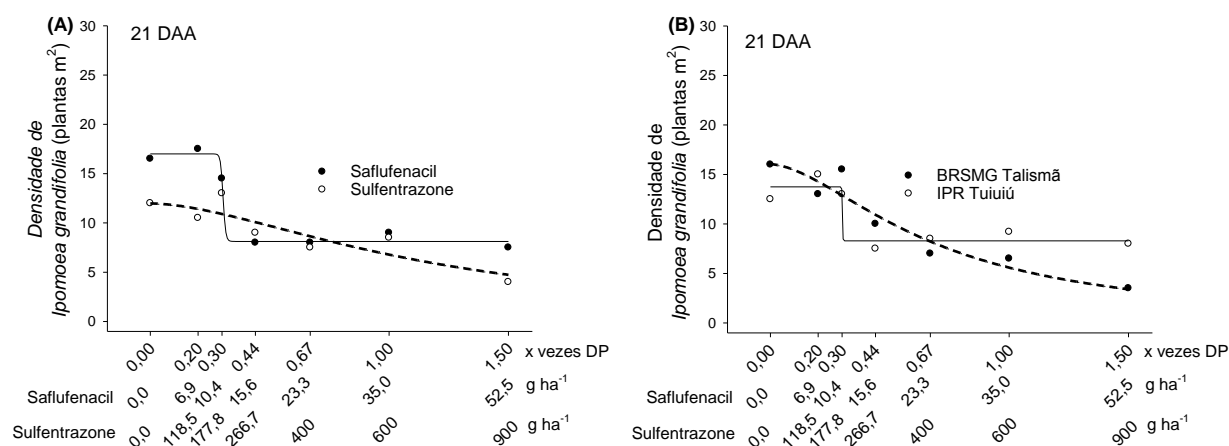 (A)
21 DAA
30
25
20
15
10
5
0
Densidade de
Ipomoea grandifolia (plantas m²)
Saflufenacil
Sulfentrazone
0,00 0,20 0,30 0,44 0,67 1,00 1,50 x vezes DP
Saflufenacil 0,0 6,9 10,4 15,6 23,3 35,0 52,5 g ha⁻¹
Sulfentrazone 0,0 118,5 177,8 266,7 400 600 900 g ha⁻¹
(B)
21 DAA
30
25
20
15
10
5
0
Densidade de
Ipomoea grandifolia (plantas m²)
BRSMG Talismã
IPR Tuiuiú
0,00 0,20 0,30 0,44 0,67 1,00 1,50 x vezes DP
Saflufenacil 0,0 6,9 10,4 15,6 23,3 35,0 52,5 g ha⁻¹
Sulfentrazone 0,0 118,5 177,8 266,7 400 600 900 g ha⁻¹